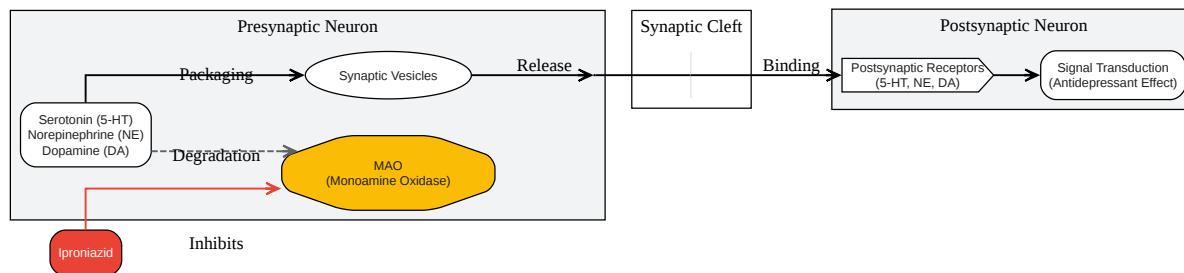 Presynaptic Neuron
Synaptic Cleft
Postsynaptic Neuron
Packaging
Synaptic Vesicles
Release
Binding
Postsynaptic Receptors
(5-HT, NE, DA)
Signal Transduction
(Antidepressant Effect)
Serotonin (5-HT)
Norepinephrine (NE)
Dopamine (DA)
Degradation
MAO
(Monoamine Oxidase)
Iproniazid
Inhibits